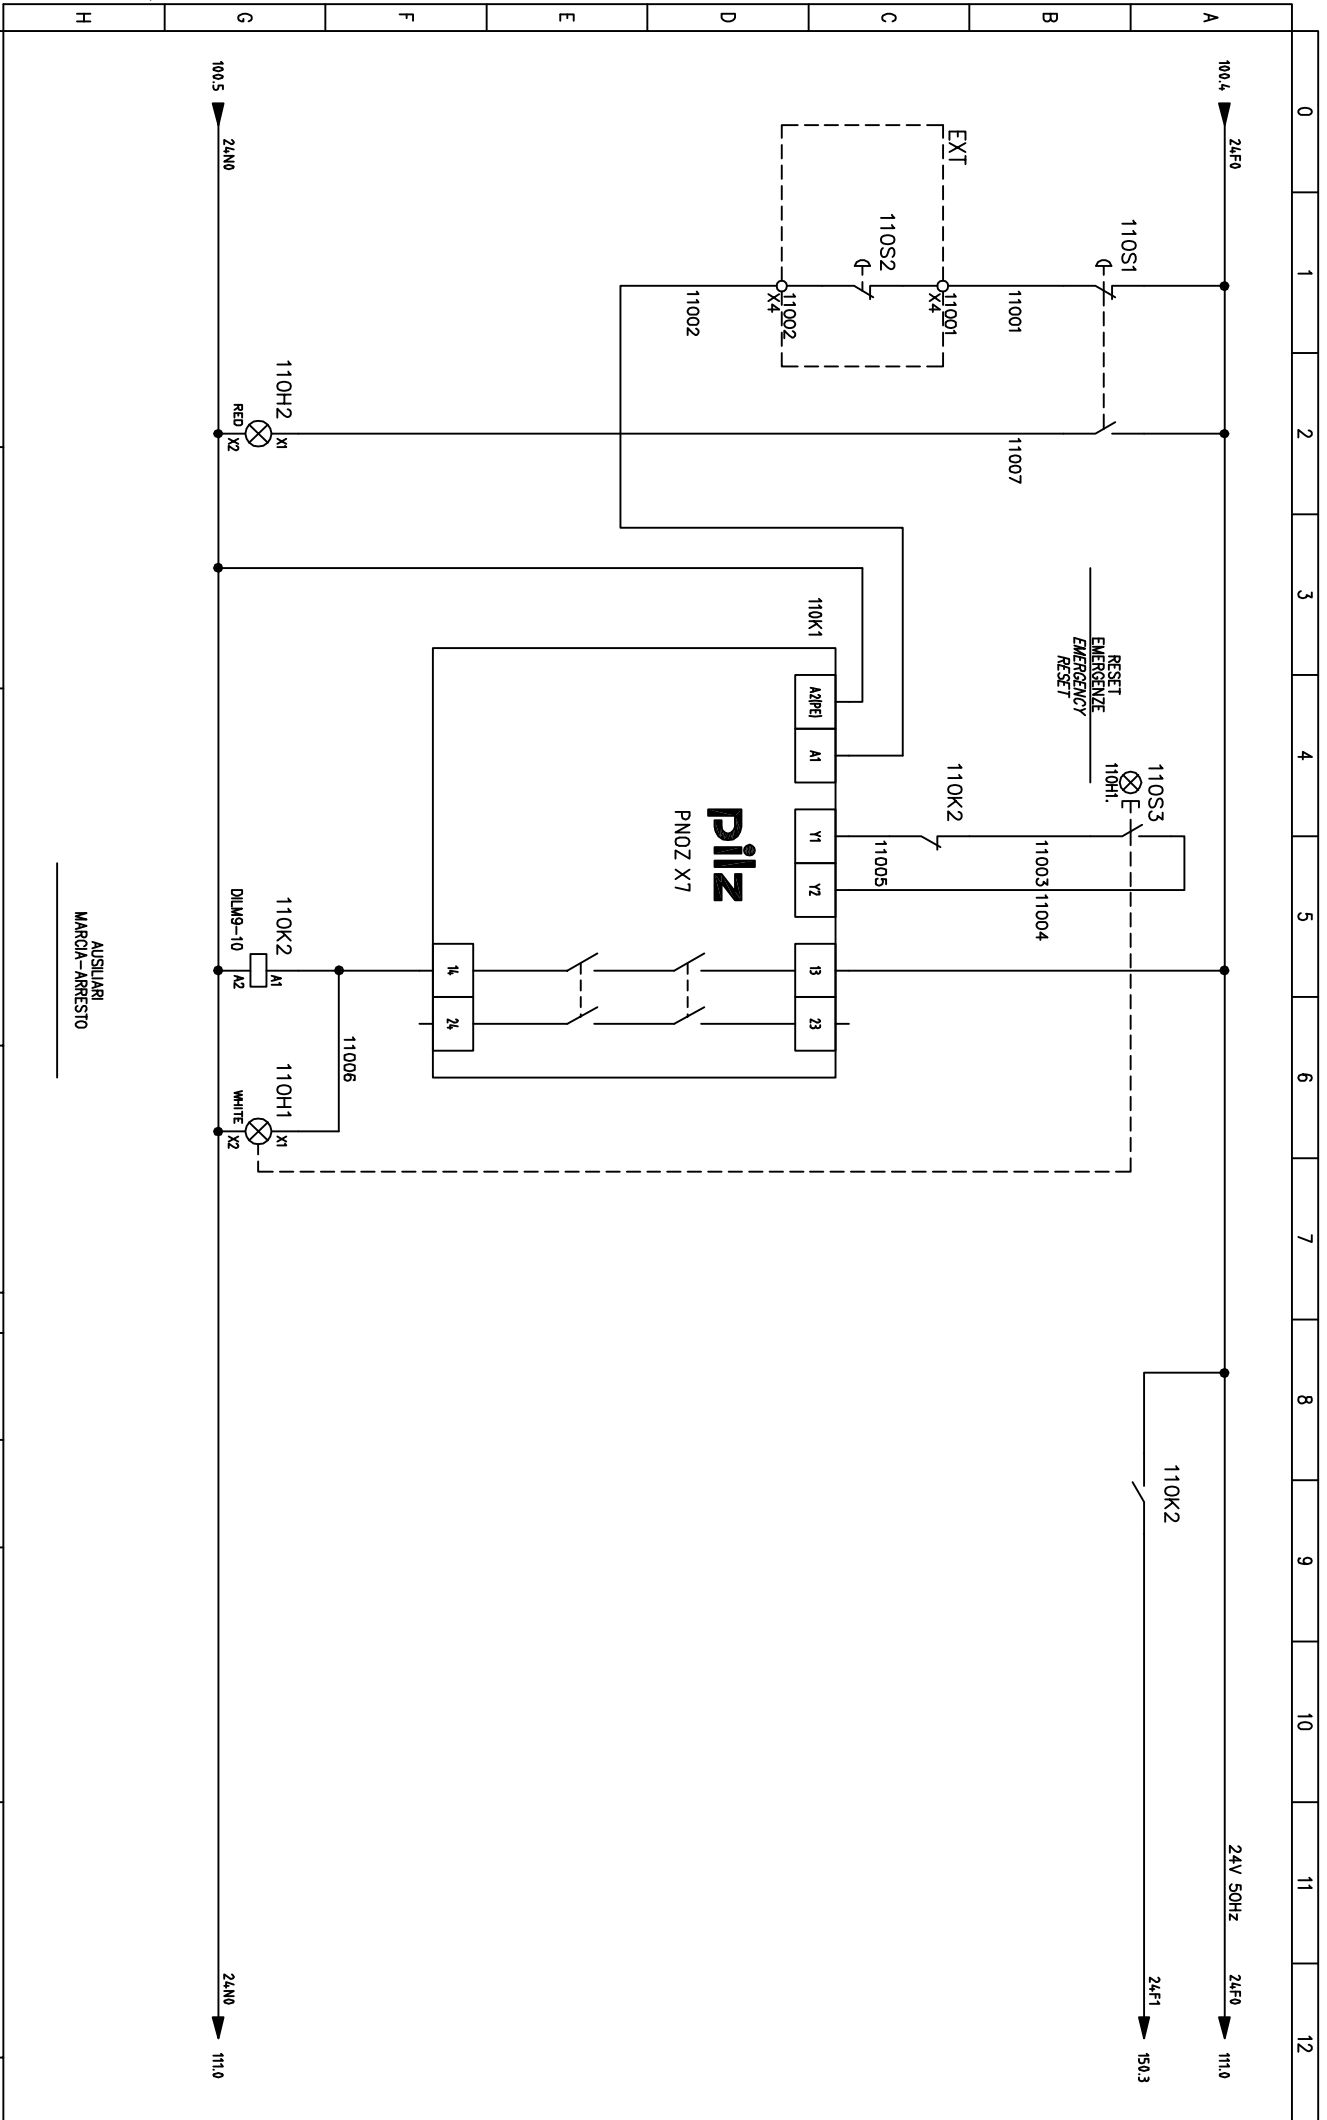 0 1 2 3 4 5 6 7 8 9 10 11 12
A
B
C
D
E
F
G
H
100.4
24F0
24V 50Hz
24F0
111.0
110K2
24F1
150.3
110S1
11001
EXT
11001
X4
110S2
11002
X4
11002
11007
RESET
EMERGENZE
EMERGENCY
RESET
110S3
110H1.
11003
11004
110K2
11005
110K1
A2(PE)
A1
Y1
Y2
13
23
pilz
PNOZ X7
14
24
11006
110H2
X1
RED
X2
110K2
A1
DILM9-10
A2
110H1
X1
WHITE
X2
100.5
24N0
24N0
111.0
AUSILIARI
MARCIA-ARRESTO